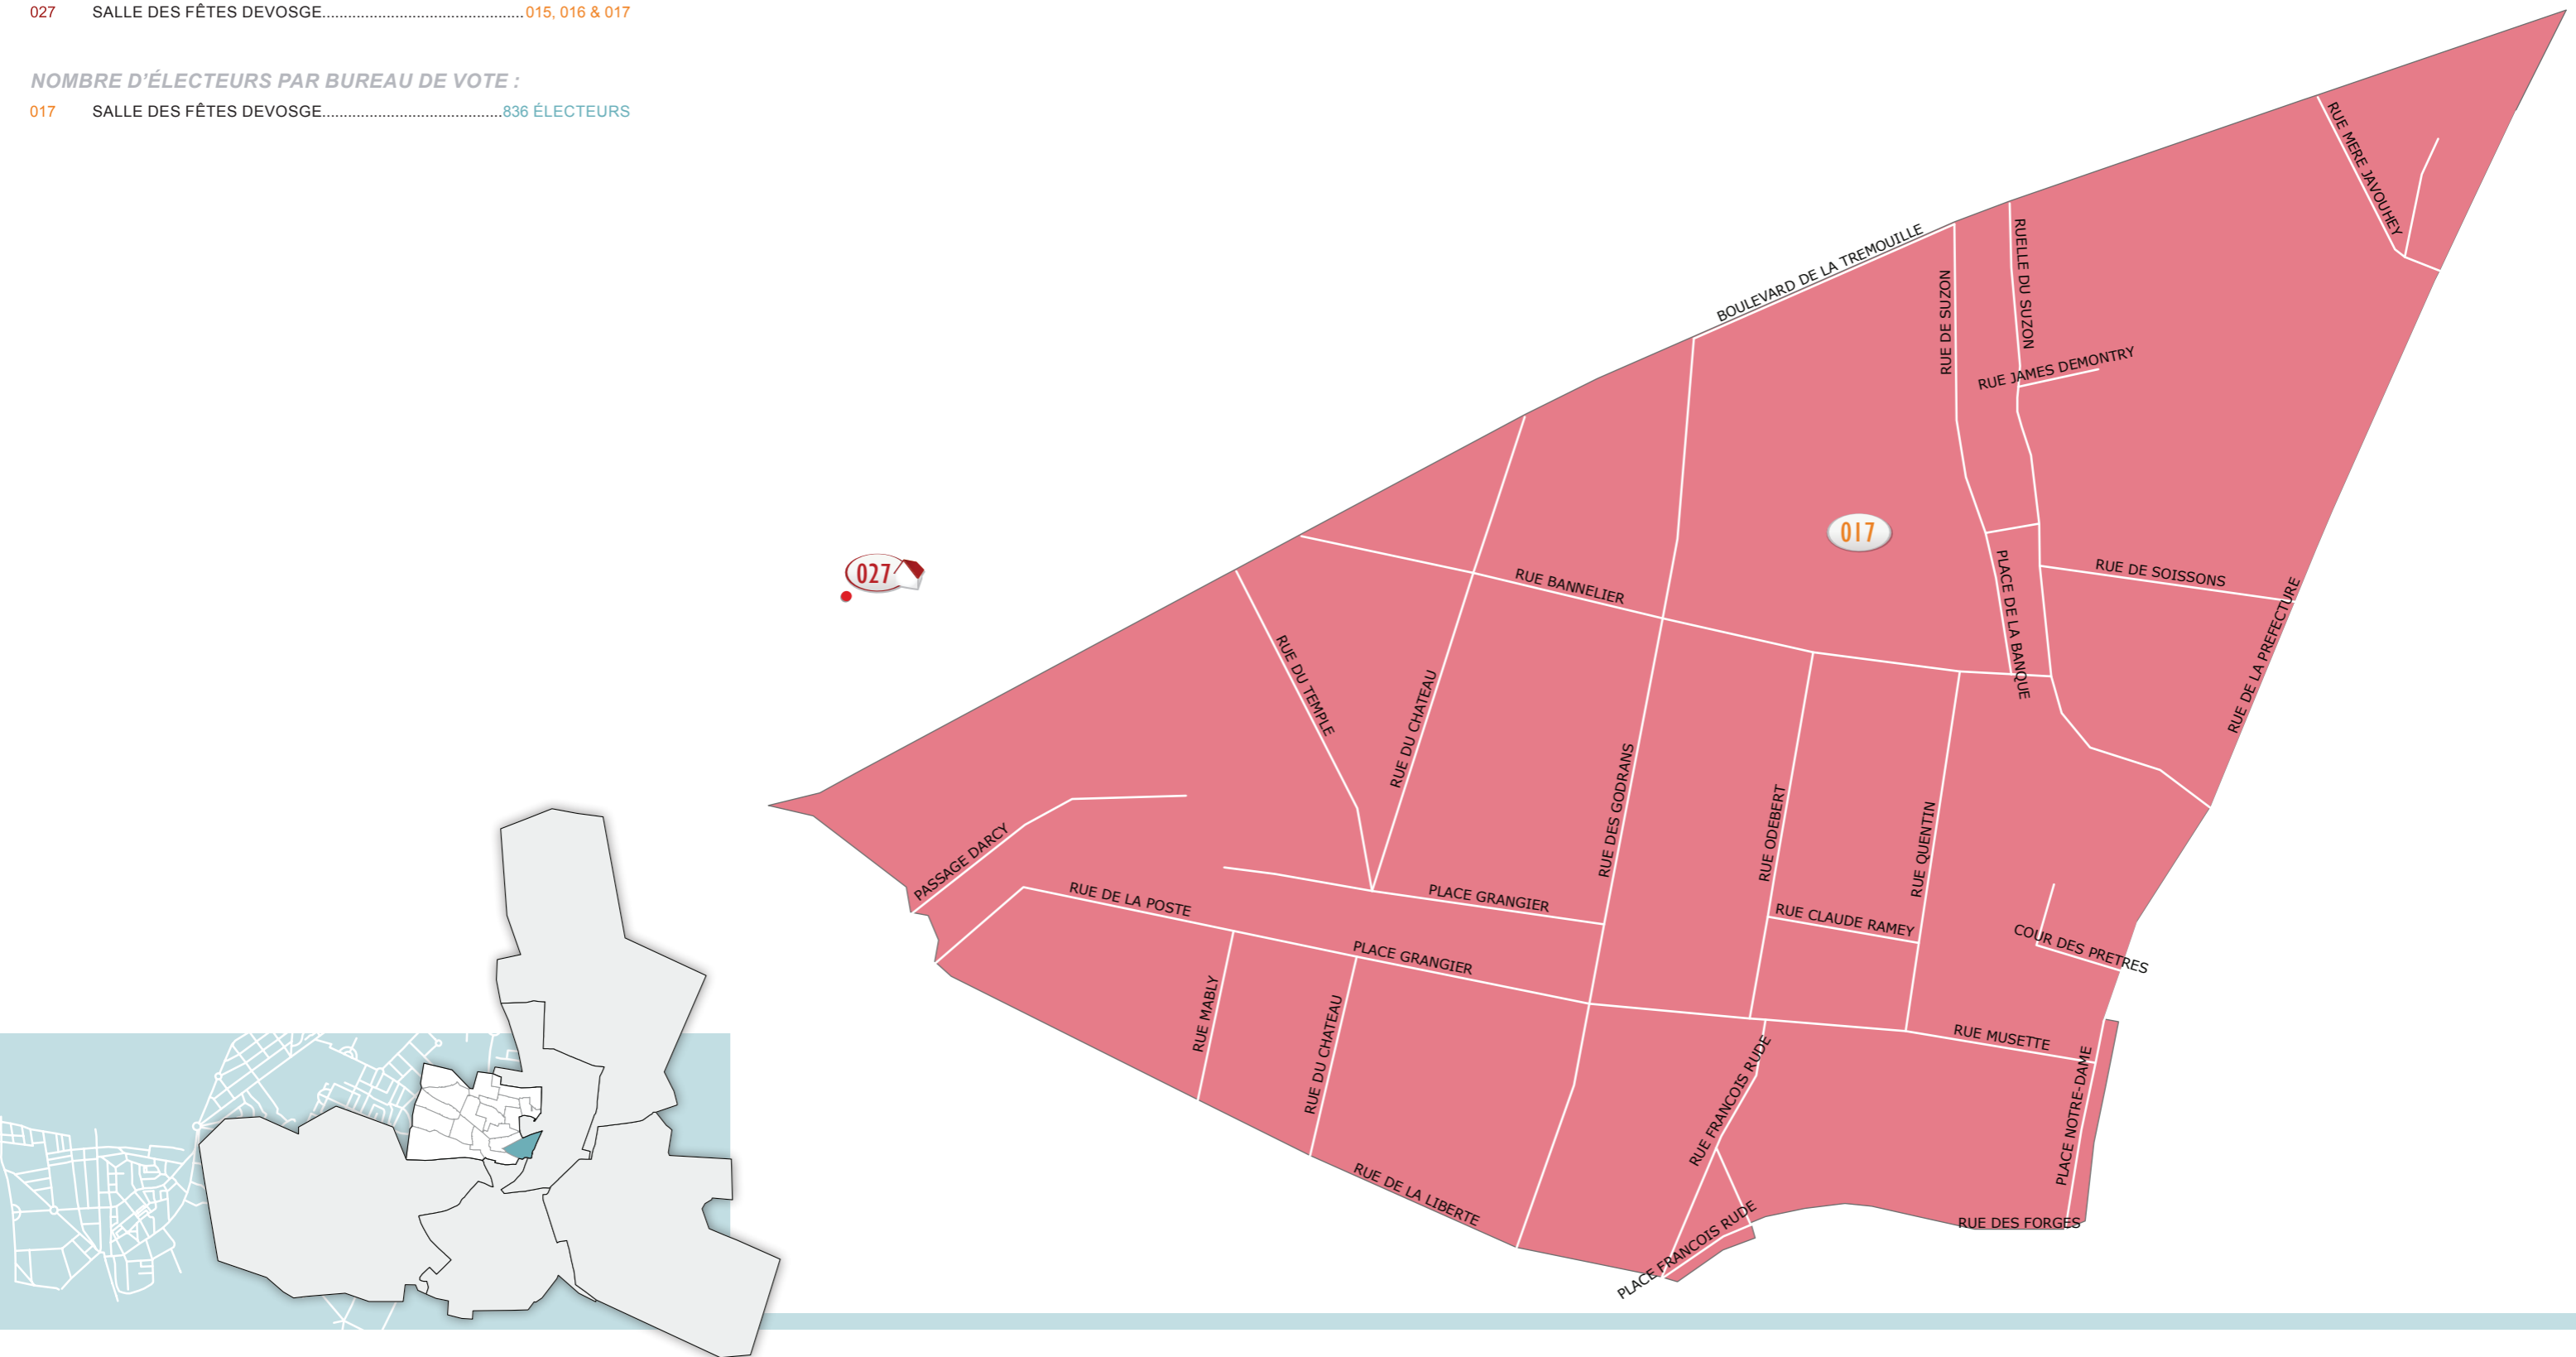 027 SALLE DES FÊTES DEVOSGE...............................................015, 016 & 017
NOMBRE D'ÉLECTEURS PAR BUREAU DE VOTE :
017 SALLE DES FÊTES DEVOSGE..........................................836 ÉLECTEURS
RUE MERE JAVOUHEY
BOULEVARD DE LA TREMOUILLE
RUE DE SUZON
RUELLE DU SUZON
RUE JAMES DEMONTRY
017
027
RUE BANNELIER
PLACE DE LA BANQUE
RUE DE SOISSONS
RUE DE LA PREFECTURE
RUE DU TEMPLE
RUE DU CHATEAU
RUE DES GODRANS
RUE ODEBERT
RUE QUENTIN
PASSAGE DARCY
RUE DE LA POSTE
PLACE GRANGIER
RUE CLAUDE RAMEY
COUR DES PRETRES
PLACE GRANGIER
RUE MABLY
RUE DU CHATEAU
RUE FRANCOIS RUDE
RUE MUSETTE
PLACE NOTRE-DAME
RUE DE LA LIBERTE
PLACE FRANCOIS RUDE
RUE DES FORGES